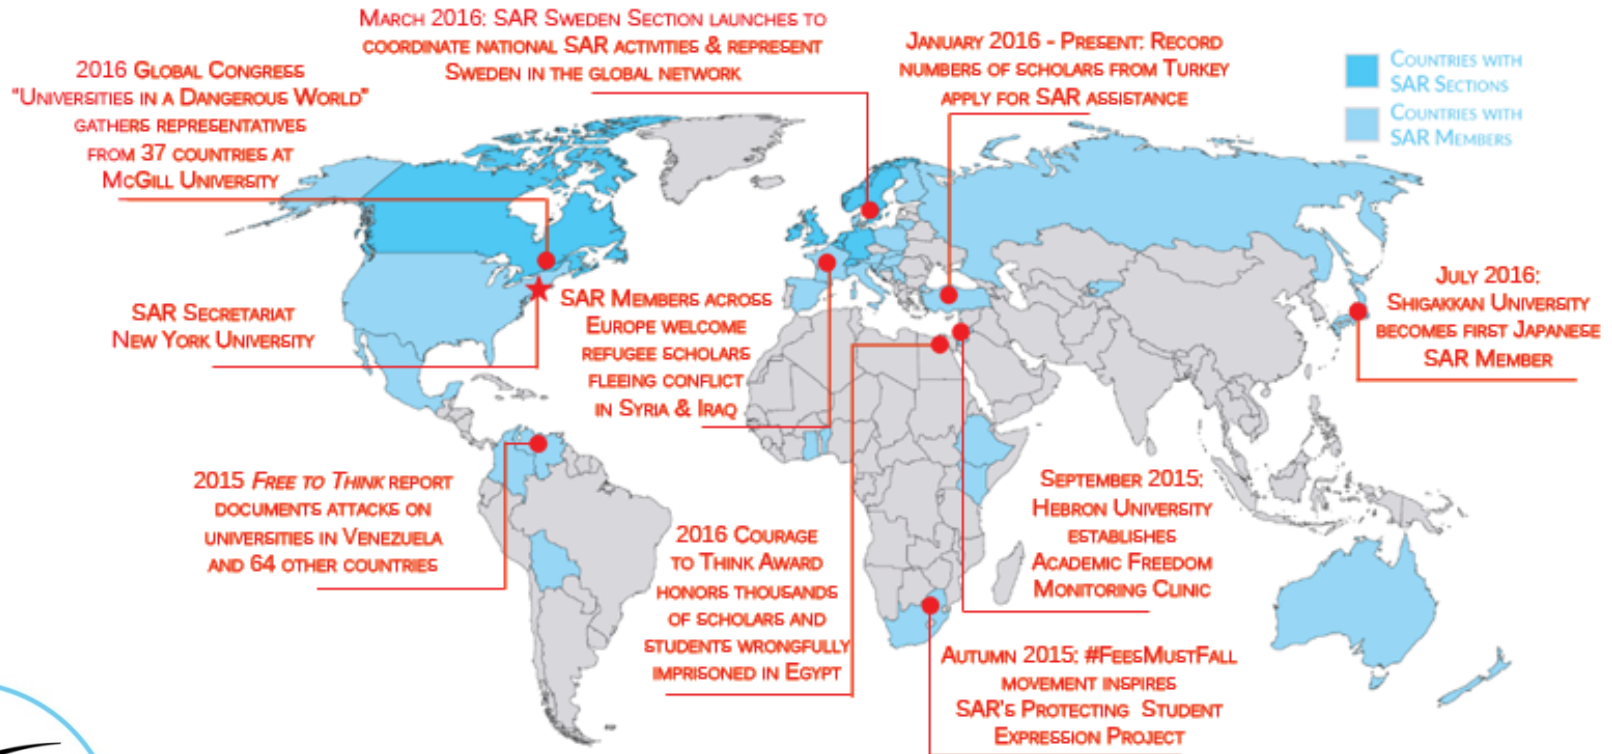 March 2016: SAR Sweden Section launches to
coordinate national SAR activities & represent
Sweden in the global network
2016 Global Congress
"Universities in a Dangerous World"
gathers representatives
from 37 countries at
McGill University
January 2016 - Present: Record
numbers of scholars from Turkey
apply for SAR assistance
Countries with
SAR Sections
Countries with
SAR Members
SAR Secretariat
New York University
SAR Members across
Europe welcome
refugee scholars
fleeing conflict
in Syria & Iraq
July 2016:
Shigakkan University
becomes first Japanese
SAR Member
2015 Free to Think report
documents attacks on
universities in Venezuela
and 64 other countries
2016 Courage
to Think Award
honors thousands
of scholars and
students wrongfully
imprisoned in Egypt
September 2015:
Hebron University
establishes
Academic Freedom
Monitoring Clinic
Autumn 2015: #FeesMustFall
movement inspires
SAR's Protecting Student
Expression Project